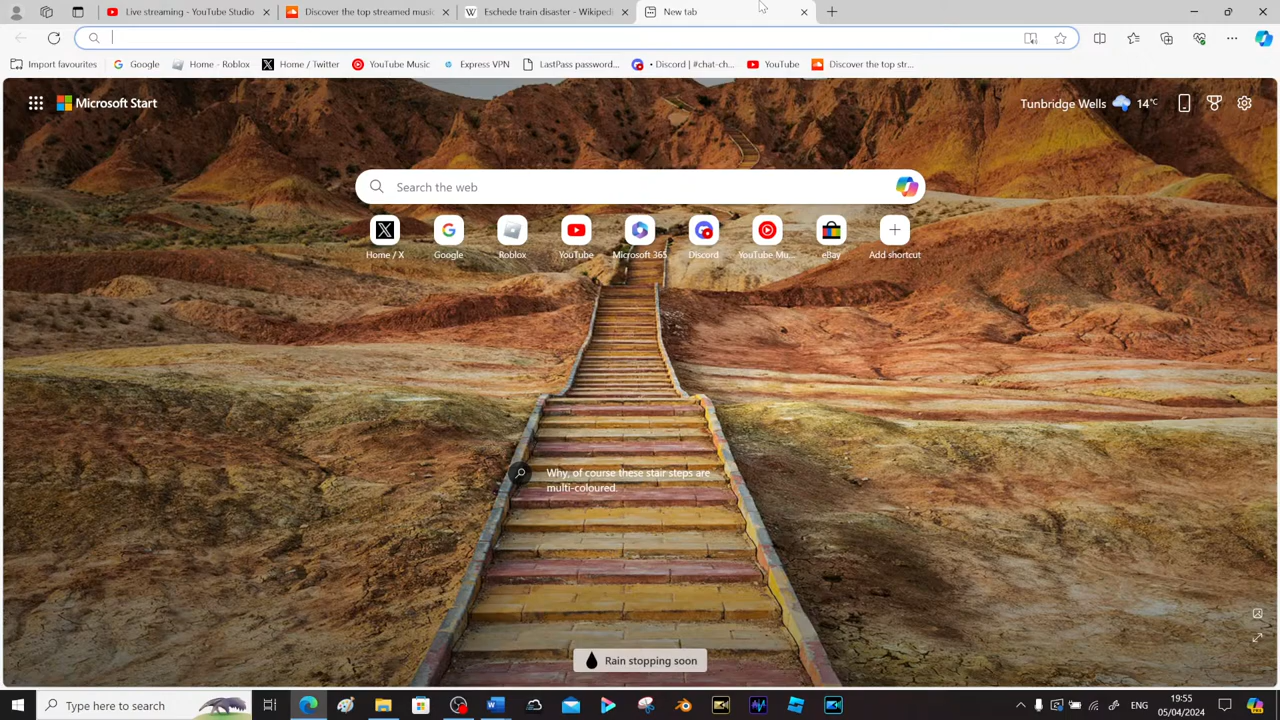 Live streaming - YouTube Studio
Discover the top streamed musi
Eschede train disaster - Wikipedi
New tab
Import favourites
Google
Home - Roblox
Home / Twitter
YouTube Music
Express VPN
LastPass password...
• Discord | #chat-ch...
YouTube
Discover the top str...
Microsoft Start
Tunbridge Wells
14°C
Search the web
Home / X
Google
Roblox
YouTube
Microsoft 365
Discord
YouTube Mu...
eBay
Add shortcut
Why, of course these stair steps are
multi-coloured.
Rain stopping soon
Type here to search
ENG
19:55
05/04/2024